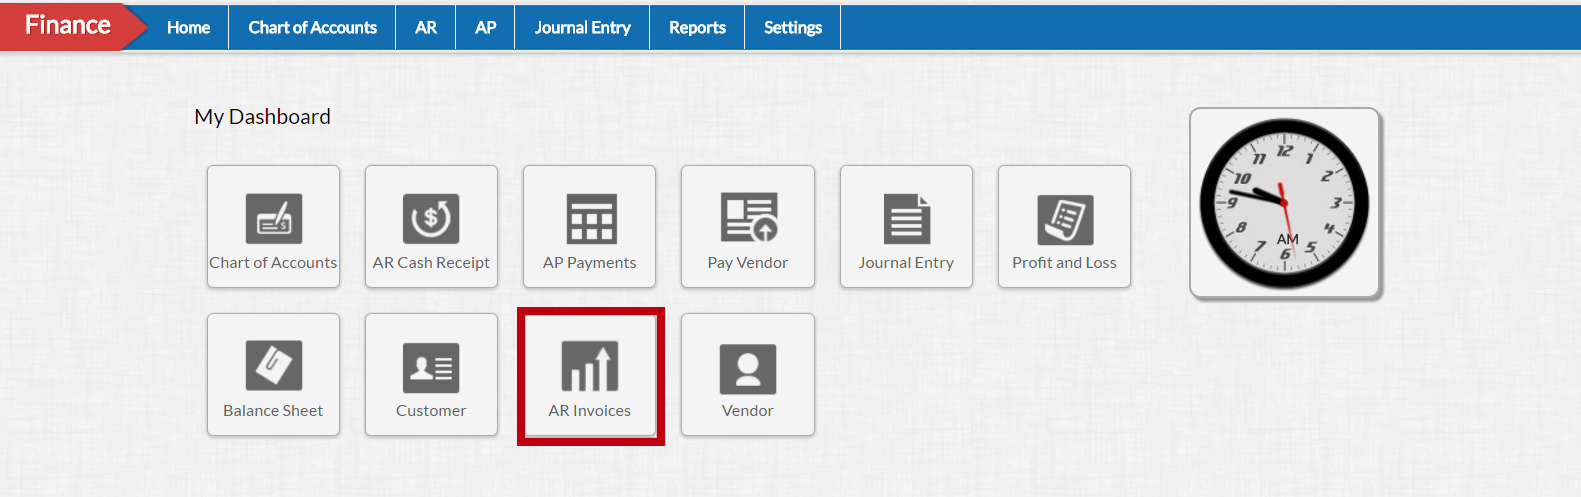 Finance Home Chart of Accounts AR AP Journal Entry Reports Settings
My Dashboard
Chart of Accounts AR Cash Receipt AP Payments Pay Vendor Journal Entry Profit and Loss
Balance Sheet Customer AR Invoices Vendor
12
1
2
3
4
5
6
7
8
9
10
11
AM